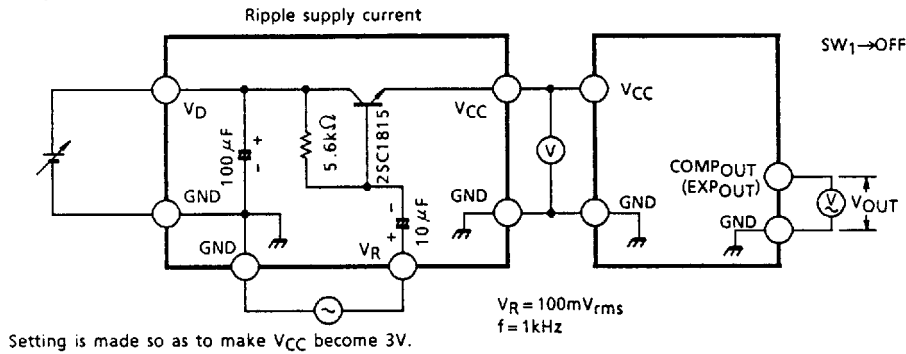 Ripple supply current
SW1→OFF
VD
VCC
VCC
100μF
+
-
5.6kΩ
2SC1815
V
COMPOUT
(EXPOUT)
GND
GND
GND
GND
GND
VR
-
+
10μF
V
VOUT
VR=100mVrms
f=1kHz
Setting is made so as to make VCC become 3V.